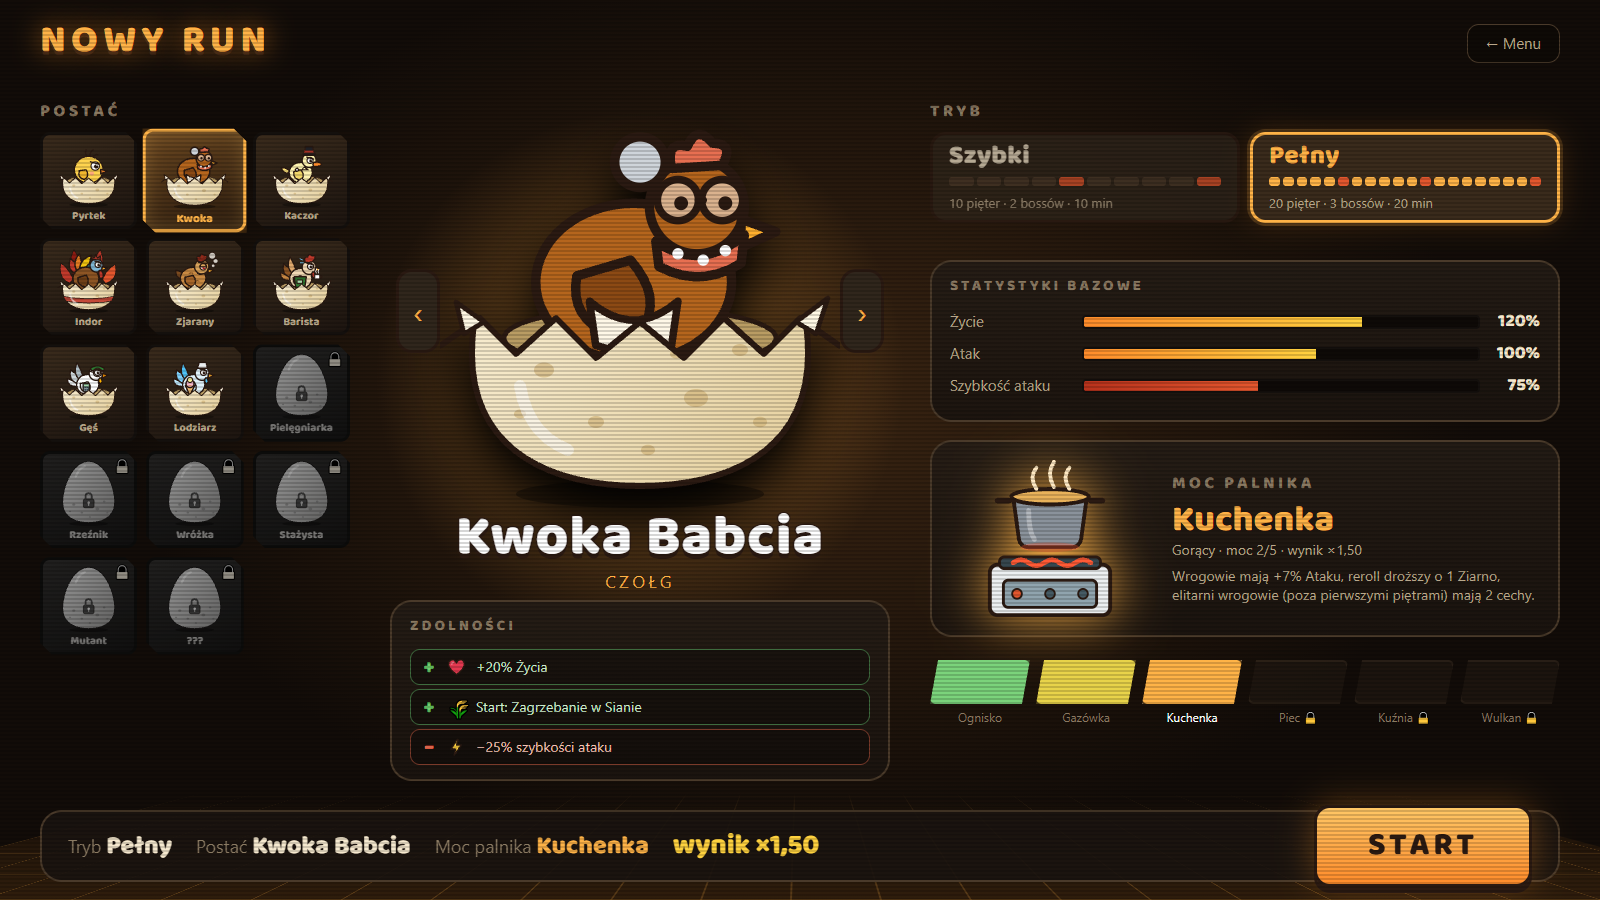 NOWY RUN
← Menu
POSTAĆ
Pyrtek
Kwoka
Kaczor
Indor
Zjarany
Barista
Gęś
Lodziarz
Pielęgniarka
Rzeźnik
Wróżka
Stażysta
Mutant
???
‹
›
Kwoka Babcia
CZOŁG
ZDOLNOŚCI
+ +20% Życia
+ Start: Zagrzebanie w Sianie
− −25% szybkości ataku
TRYB
Szybki
10 pięter · 2 bossów · 10 min
Pełny
20 pięter · 3 bossów · 20 min
STATYSTYKI BAZOWE
Życie 120%
Atak 100%
Szybkość ataku 75%
MOC PALNIKA
Kuchenka
Gorący · moc 2/5 · wynik ×1,50
Wrogowie mają +7% Ataku, reroll droższy o 1 Ziarno,
elitarni wrogowie (poza pierwszymi piętrami) mają 2 cechy.
Ognisko
Gazówka
Kuchenka
Piec
Kuźnia
Wulkan
Tryb Pełny Postać Kwoka Babcia Moc palnika Kuchenka wynik ×1,50
START